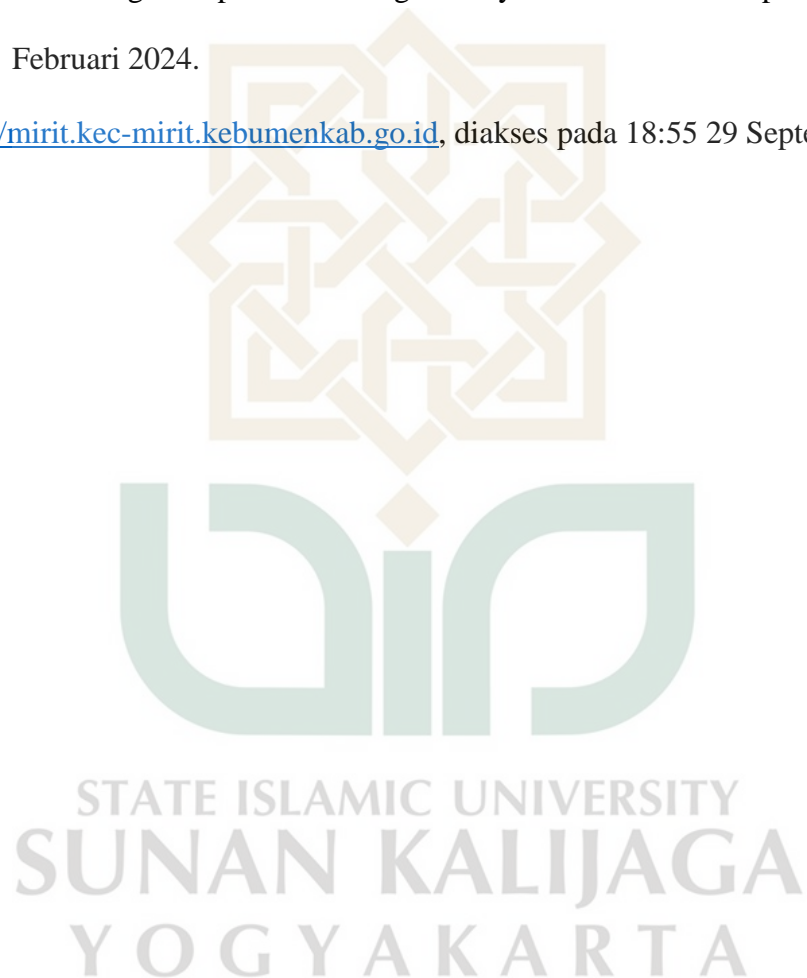 Februari 2024.
/mirit.kec-mirit.kebumenkab.go.id, diakses pada 18:55 29 Septe
STATE ISLAMIC UNIVERSITY
SUNAN KALIJAGA
YOGYAKARTA